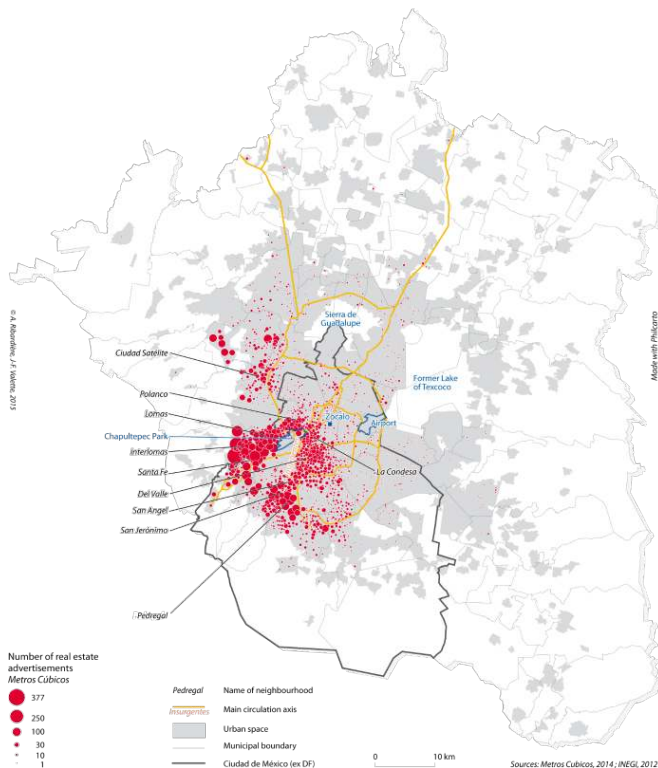 Sierra de
Guadalupe
Ciudad Satélite
Former Lake
of Texcoco
Polanco
Lomas
Zocalo
Airport
Chapultepec Park
Interlomas
Santa Fe
La Condesa
Del Valle
San Angel
San Jerónimo
Pedregal
© A. Ribardière, J-F. Valette, 2015
Made with Philcarto
Number of real estate
advertisements
Metros Cúbicos
377
250
100
30
10
1
Pedregal Name of neighbourhood
Insurgentes Main circulation axis
Urban space
Municipal boundary
Ciudad de México (ex DF)
0 10 km
Sources: Metros Cubicos, 2014 ; INEGI, 2012